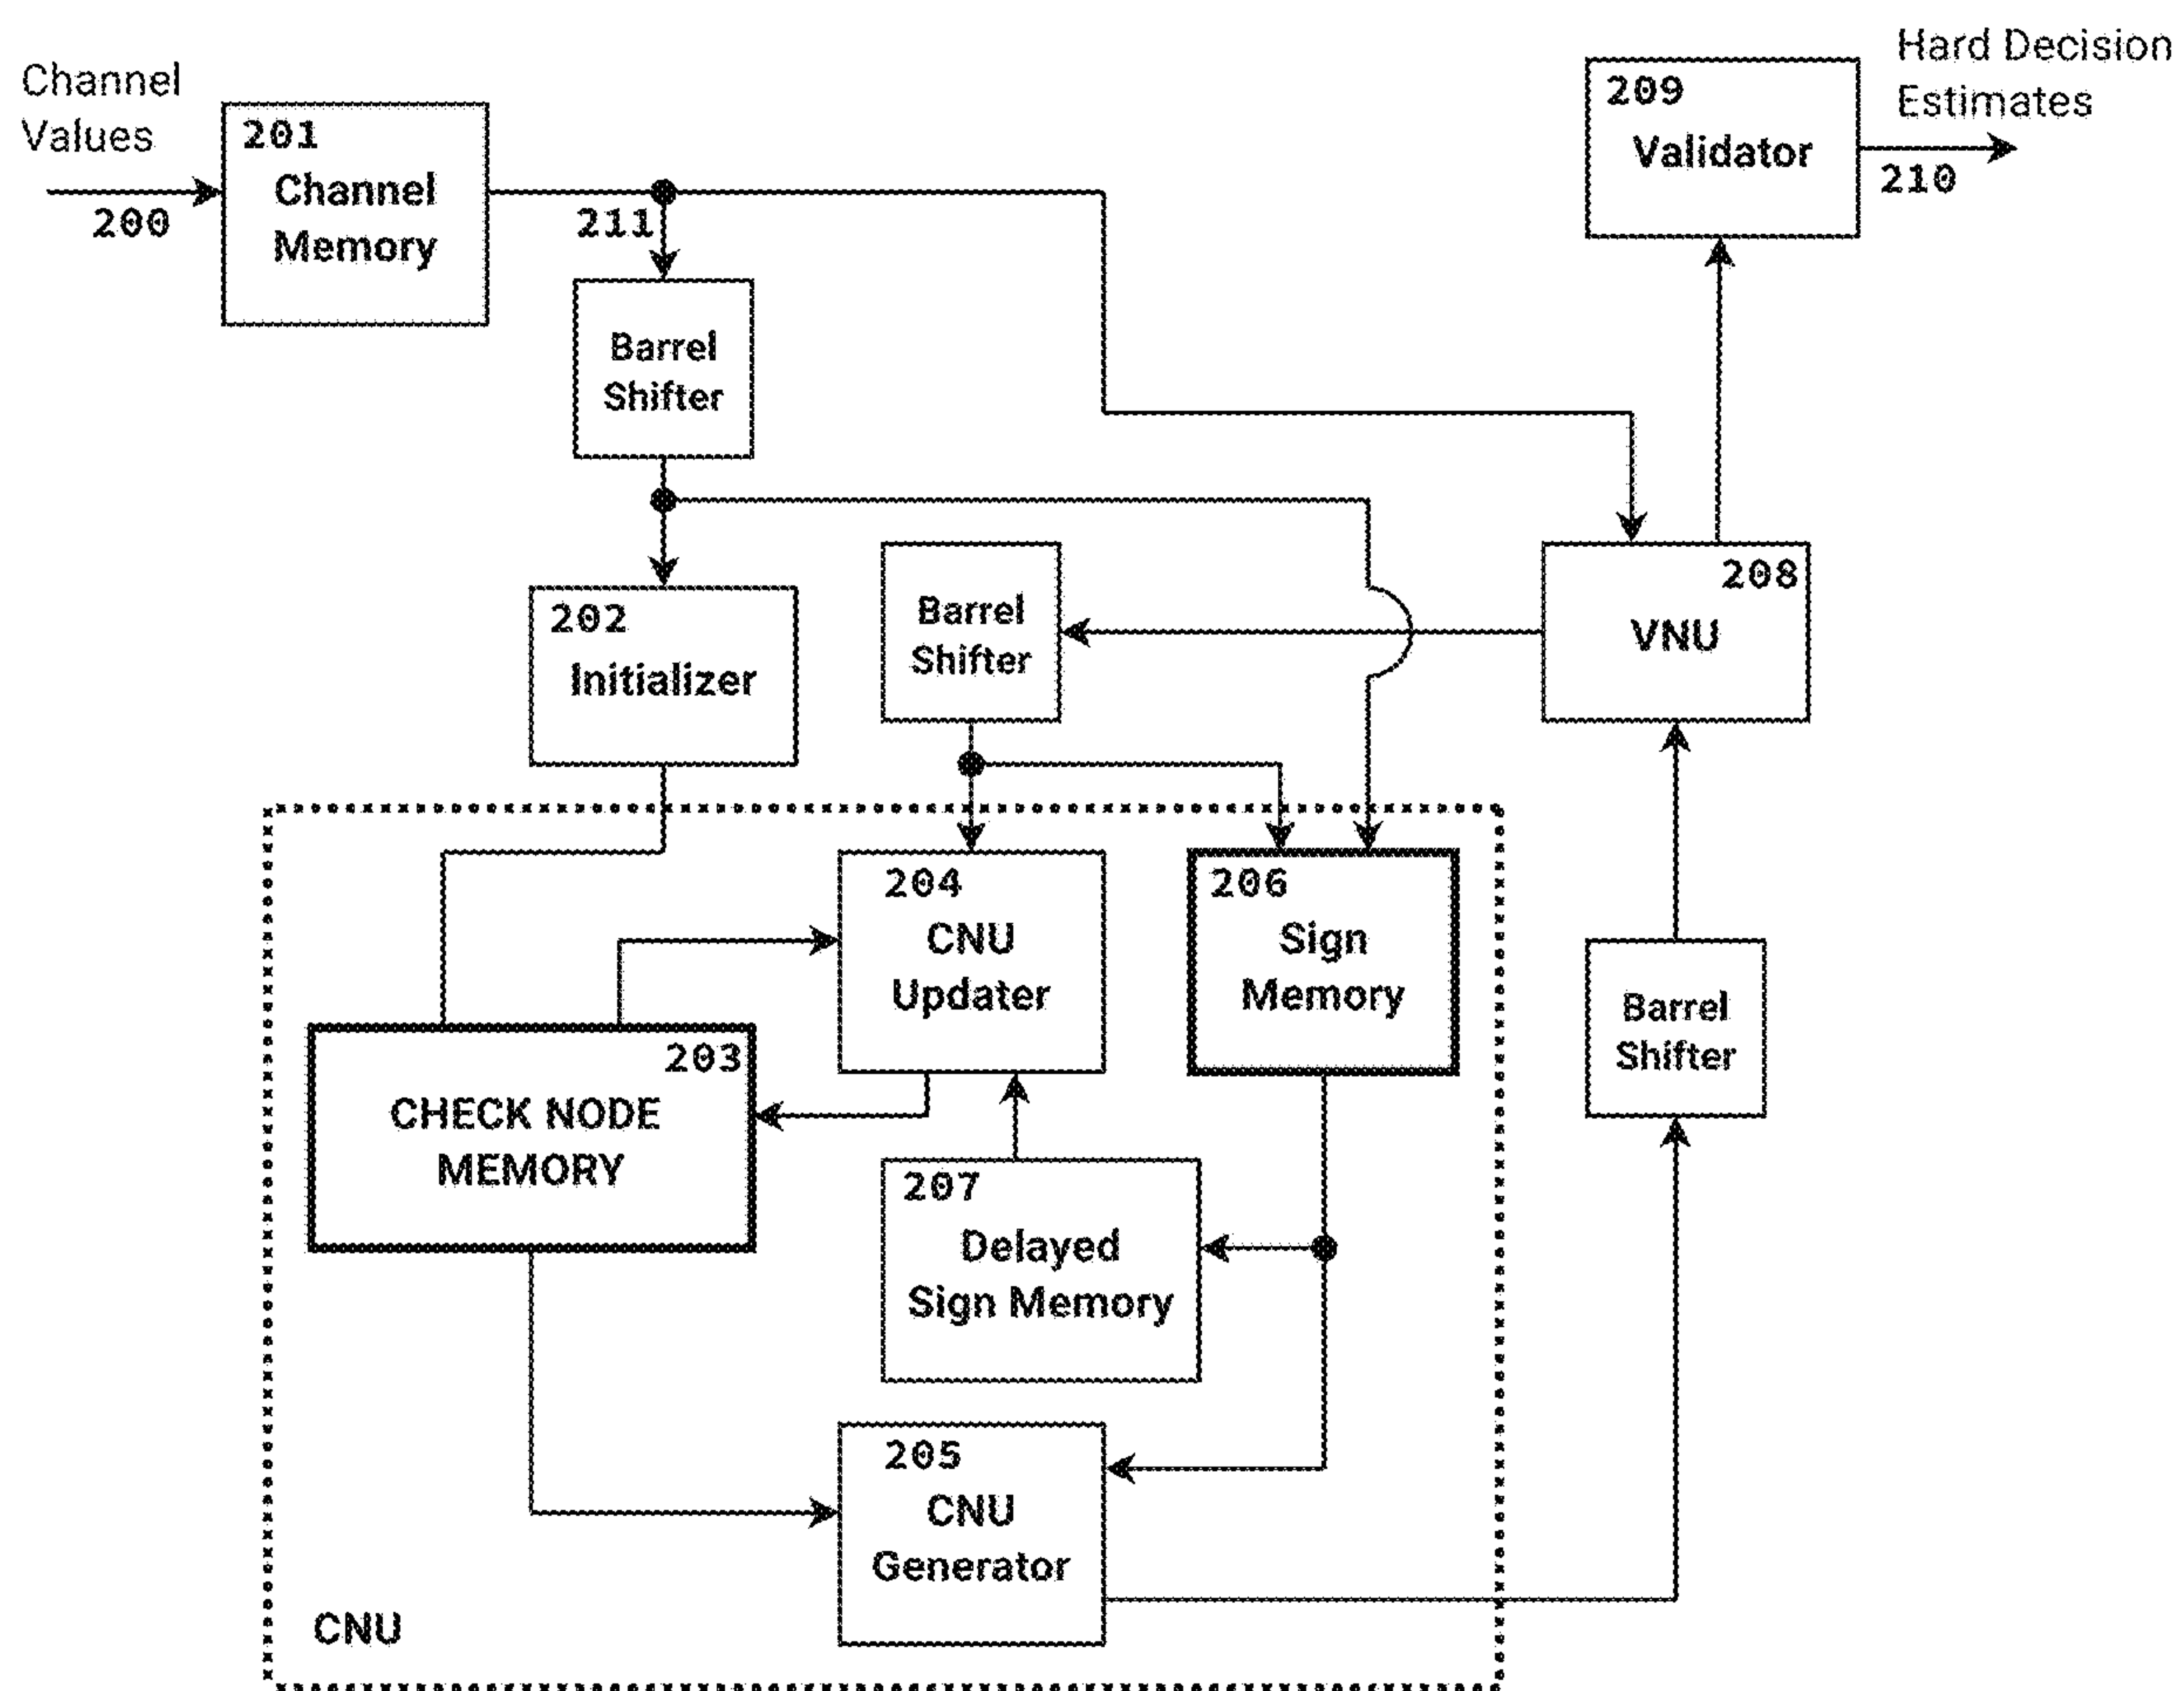 Channel
Values
200
201
Channel
Memory
211
209
Validator
Hard Decision
Estimates
210
Barrel
Shifter
202
Initializer
Barrel
Shifter
208
VNU
204
CNU
Updater
206
Sign
Memory
203
CHECK NODE
MEMORY
Barrel
Shifter
207
Delayed
Sign Memory
205
CNU
Generator
CNU